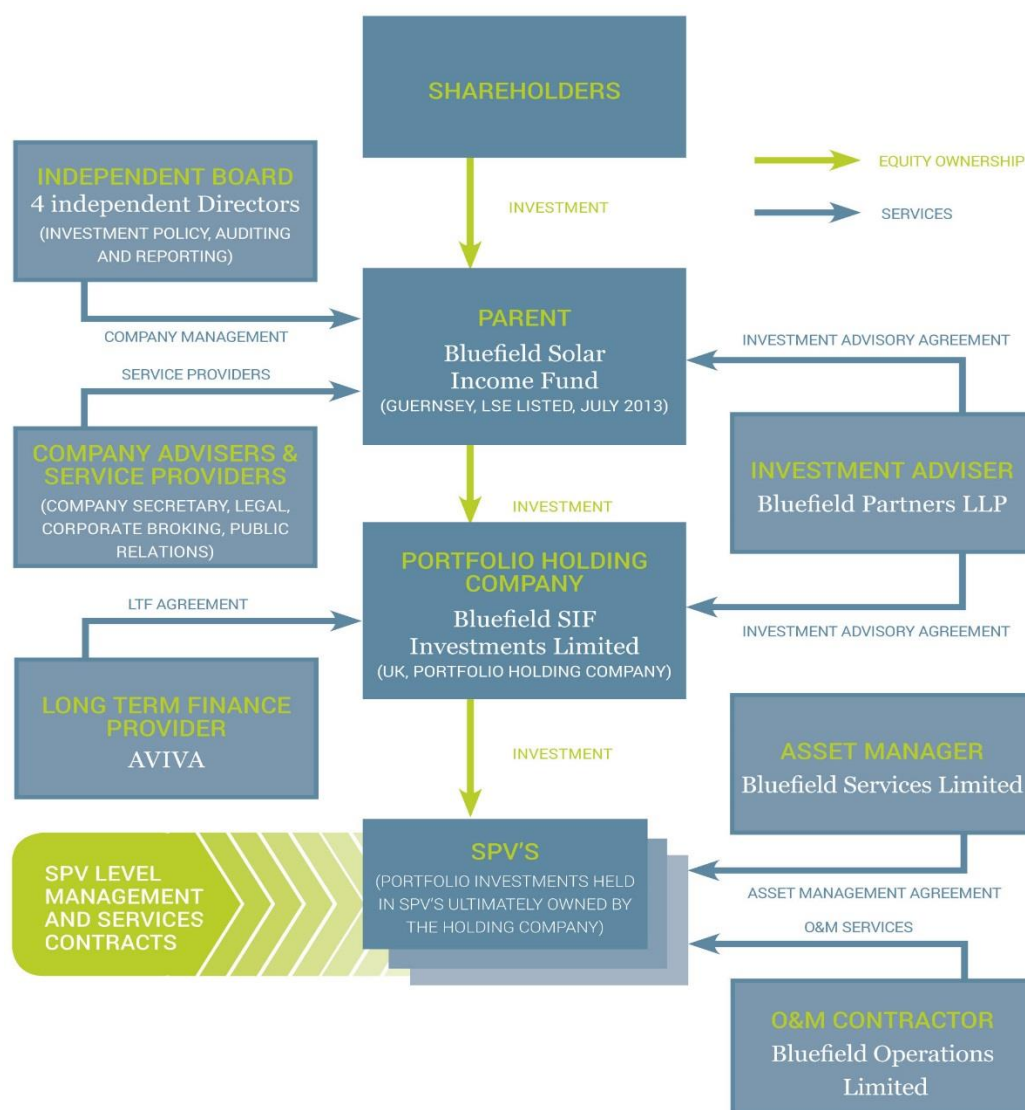 SHAREHOLDERS
EQUITY OWNERSHIP
SERVICES
INDEPENDENT BOARD
4 independent Directors
(INVESTMENT POLICY, AUDITING
AND REPORTING)
INVESTMENT
COMPANY MANAGEMENT
PARENT
Bluefield Solar
Income Fund
(GUERNSEY, LSE LISTED, JULY 2013)
INVESTMENT ADVISORY AGREEMENT
SERVICE PROVIDERS
COMPANY ADVISERS &
SERVICE PROVIDERS
(COMPANY SECRETARY, LEGAL,
CORPORATE BROKING, PUBLIC
RELATIONS)
INVESTMENT ADVISER
Bluefield Partners LLP
INVESTMENT
PORTFOLIO HOLDING
COMPANY
Bluefield SIF
Investments Limited
(UK, PORTFOLIO HOLDING COMPANY)
LTF AGREEMENT
INVESTMENT ADVISORY AGREEMENT
LONG TERM FINANCE
PROVIDER
AVIVA
INVESTMENT
ASSET MANAGER
Bluefield Services Limited
SPV LEVEL
MANAGEMENT
AND SERVICES
CONTRACTS
SPV'S
(PORTFOLIO INVESTMENTS HELD
IN SPV'S ULTIMATELY OWNED BY
THE HOLDING COMPANY)
ASSET MANAGEMENT AGREEMENT
O&M SERVICES
O&M CONTRACTOR
Bluefield Operations
Limited